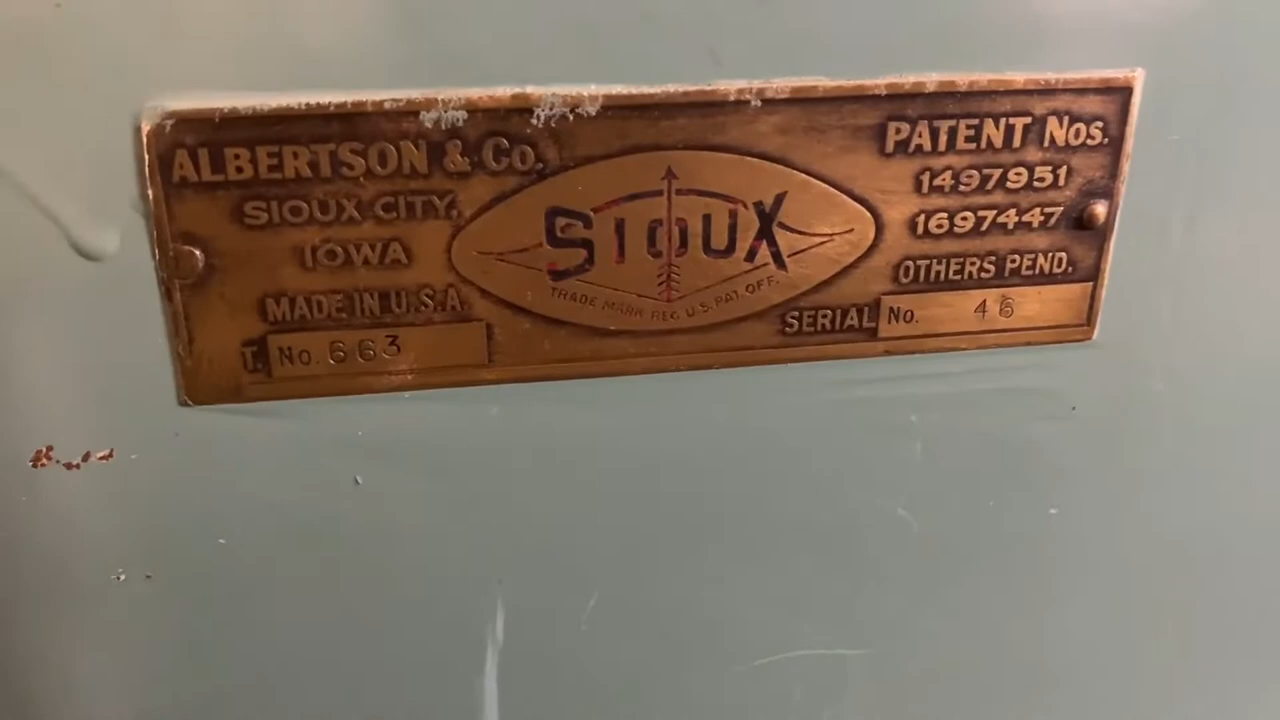 ALBERTSON & Co.
SIOUX CITY,
IOWA
MADE IN U.S.A.
T. No. 663
SIOUX
TRADE MARK REG. U.S. PAT. OFF.
PATENT Nos.
1497951
1697447
OTHERS PEND.
SERIAL No. 46